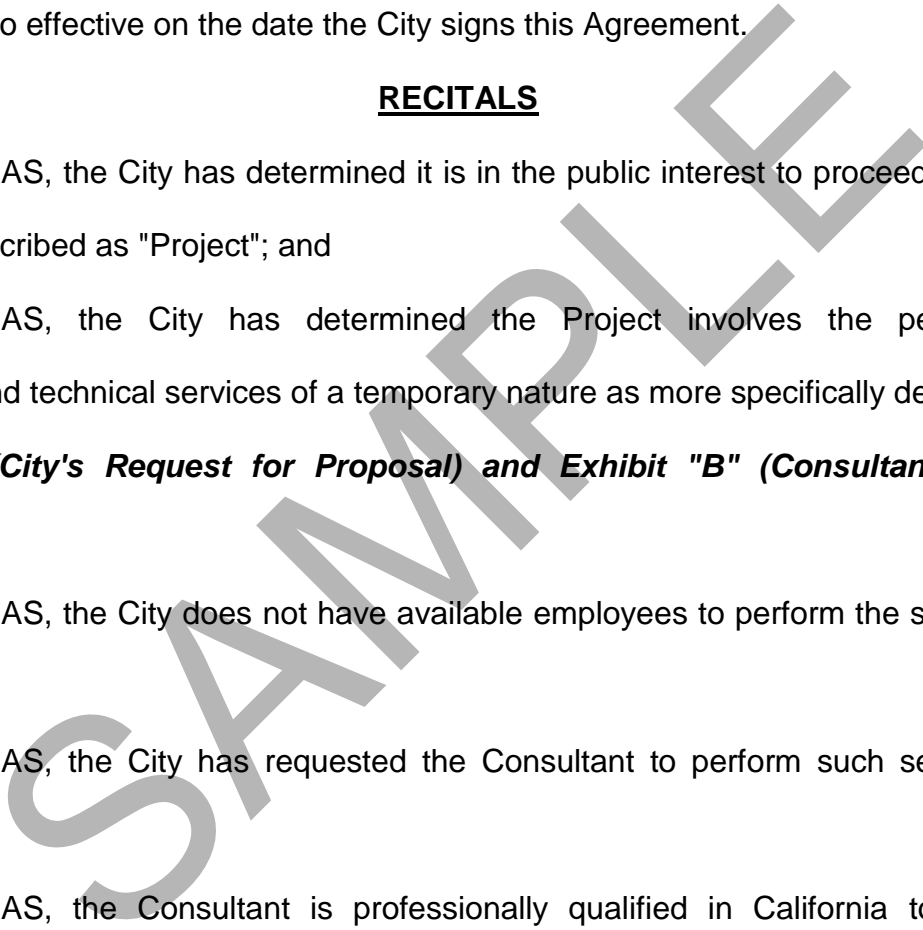 o effective on the date the City signs this Agreement.
RECITALS
AS, the City has determined it is in the public interest to proceed
cribed as "Project"; and
AS, the City has determined the Project involves the pe
nd technical services of a temporary nature as more specifically de
City's Request for Proposal) and Exhibit "B" (Consultan
AS, the City does not have available employees to perform the s
AS, the City has requested the Consultant to perform such se
AS, the Consultant is professionally qualified in California to
SAMPLE